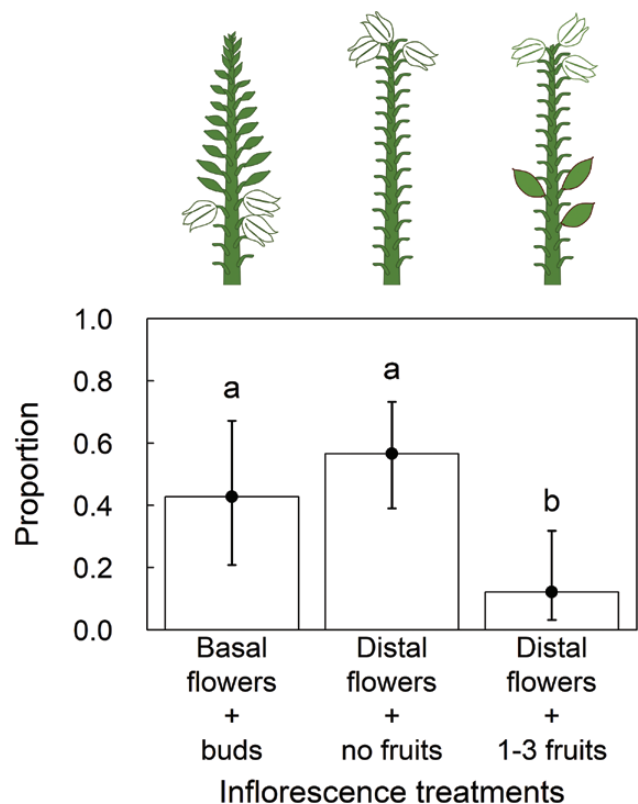 Proportion
1.0
0.8
0.6
0.4
0.2
0.0
a
a
b
Basal
flowers
+
buds
Distal
flowers
+
no fruits
Distal
flowers
+
1-3 fruits
Inflorescence treatments